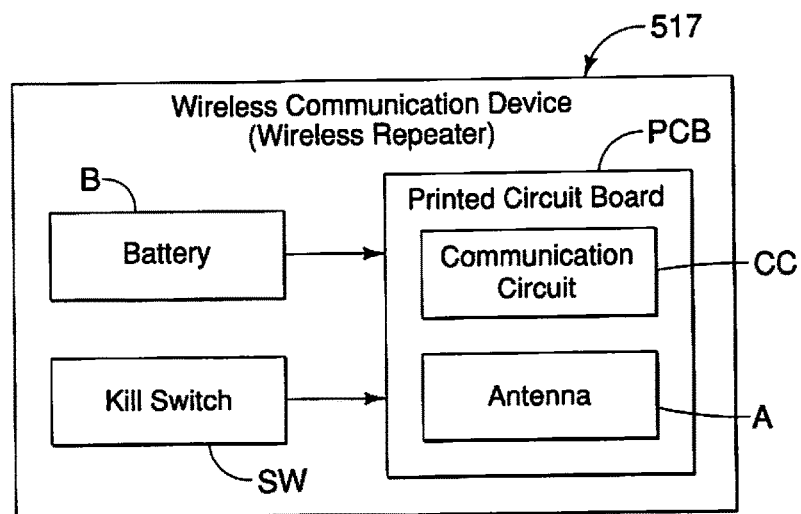 517
Wireless Communication Device
(Wireless Repeater)
PCB
B
Printed Circuit Board
Battery
Communication
Circuit
CC
Kill Switch
Antenna
A
SW